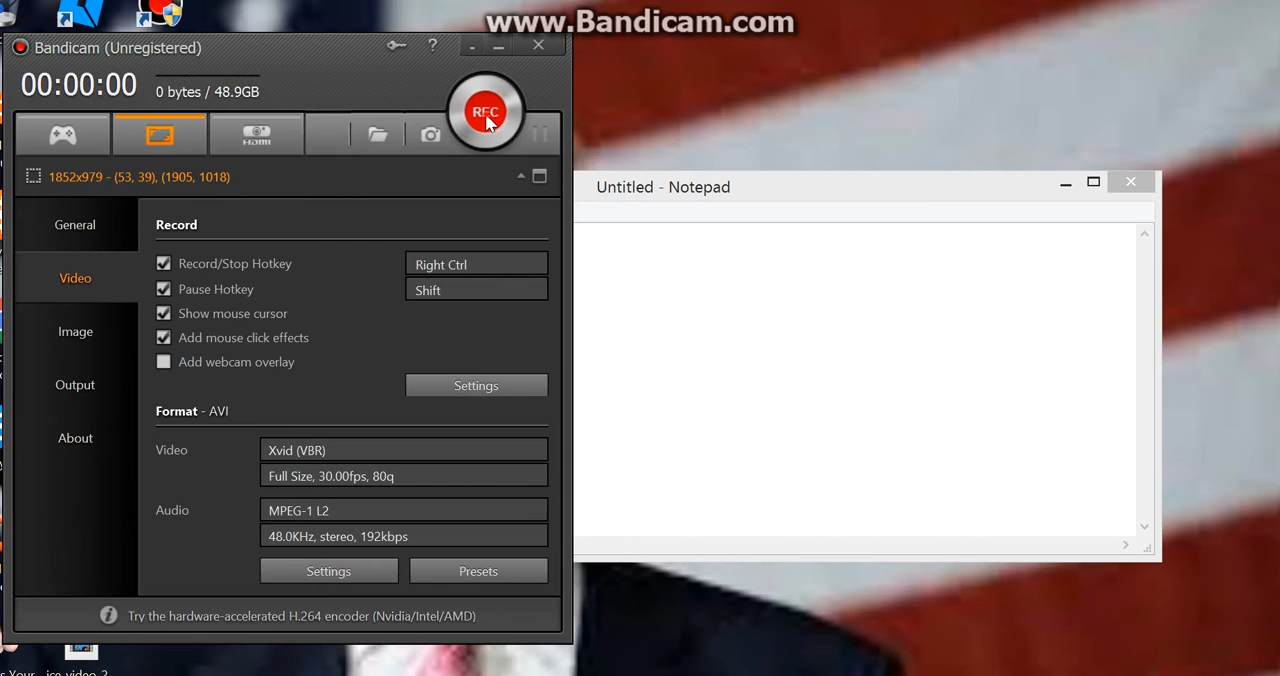 www.Bandicam.com
Bandicam (Unregistered)
?
00:00:00
0 bytes / 48.9GB
REC
HDMI
1852x979 - (53, 39), (1905, 1018)
Untitled - Notepad
General
Video
Image
Output
About
Record
Record/Stop Hotkey
Right Ctrl
Pause Hotkey
Shift
Show mouse cursor
Add mouse click effects
Add webcam overlay
Settings
Format - AVI
Video
Xvid (VBR)
Full Size, 30.00fps, 80q
Audio
MPEG-1 L2
48.0KHz, stereo, 192kbps
Settings
Presets
Try the hardware-accelerated H.264 encoder (Nvidia/Intel/AMD)